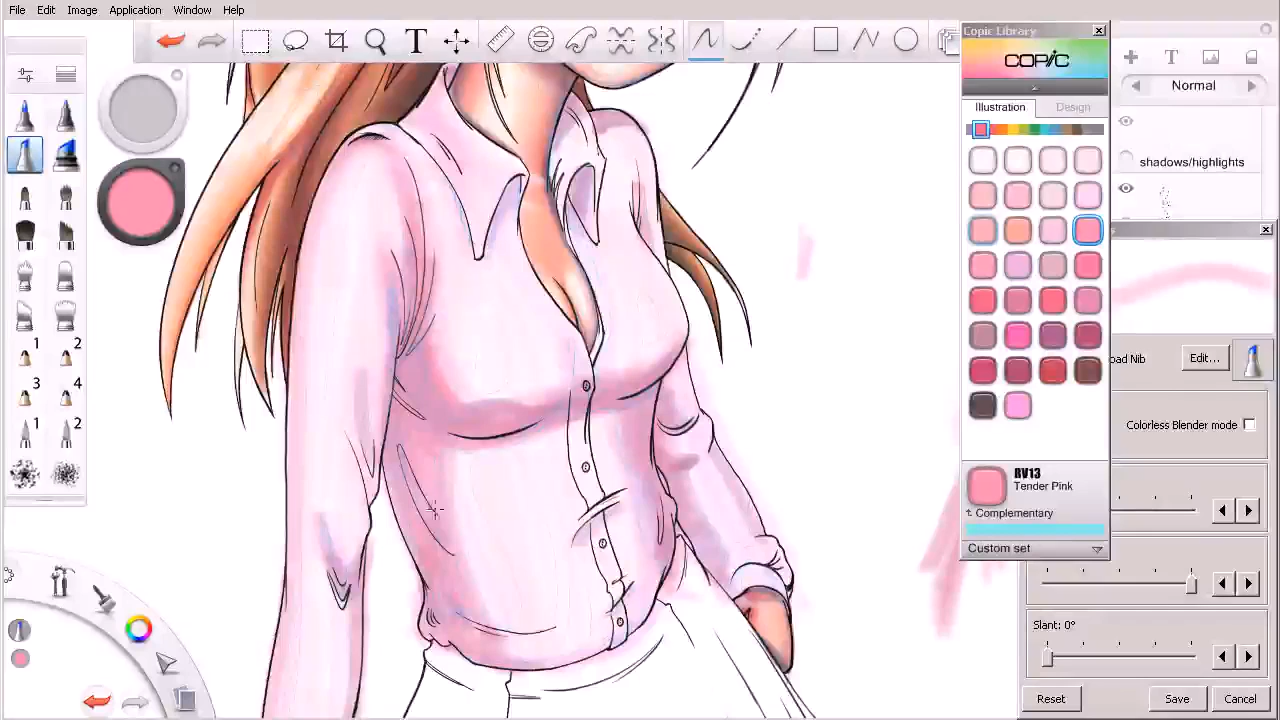 File Edit Image Application Window Help
Copic Library
COPIC
Illustration Design
Normal
shadows/highlights
1 2
3 4
1 2
Nib
Edit...
Colorless Blender mode
RV13
Tender Pink
Complementary
Custom set
Slant: 0°
Reset Save Cancel